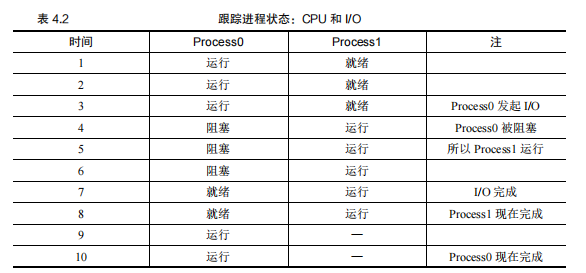 表 4.2 跟踪进程状态：CPU 和 I/O
时间 Process0 Process1 注
1 运行 就绪
2 运行 就绪
3 运行 就绪 Process0 发起 I/O
4 阻塞 运行 Process0 被阻塞
5 阻塞 运行 所以 Process1 运行
6 阻塞 运行
7 就绪 运行 I/O 完成
8 就绪 运行 Process1 现在完成
9 运行 —
10 运行 — Process0 现在完成